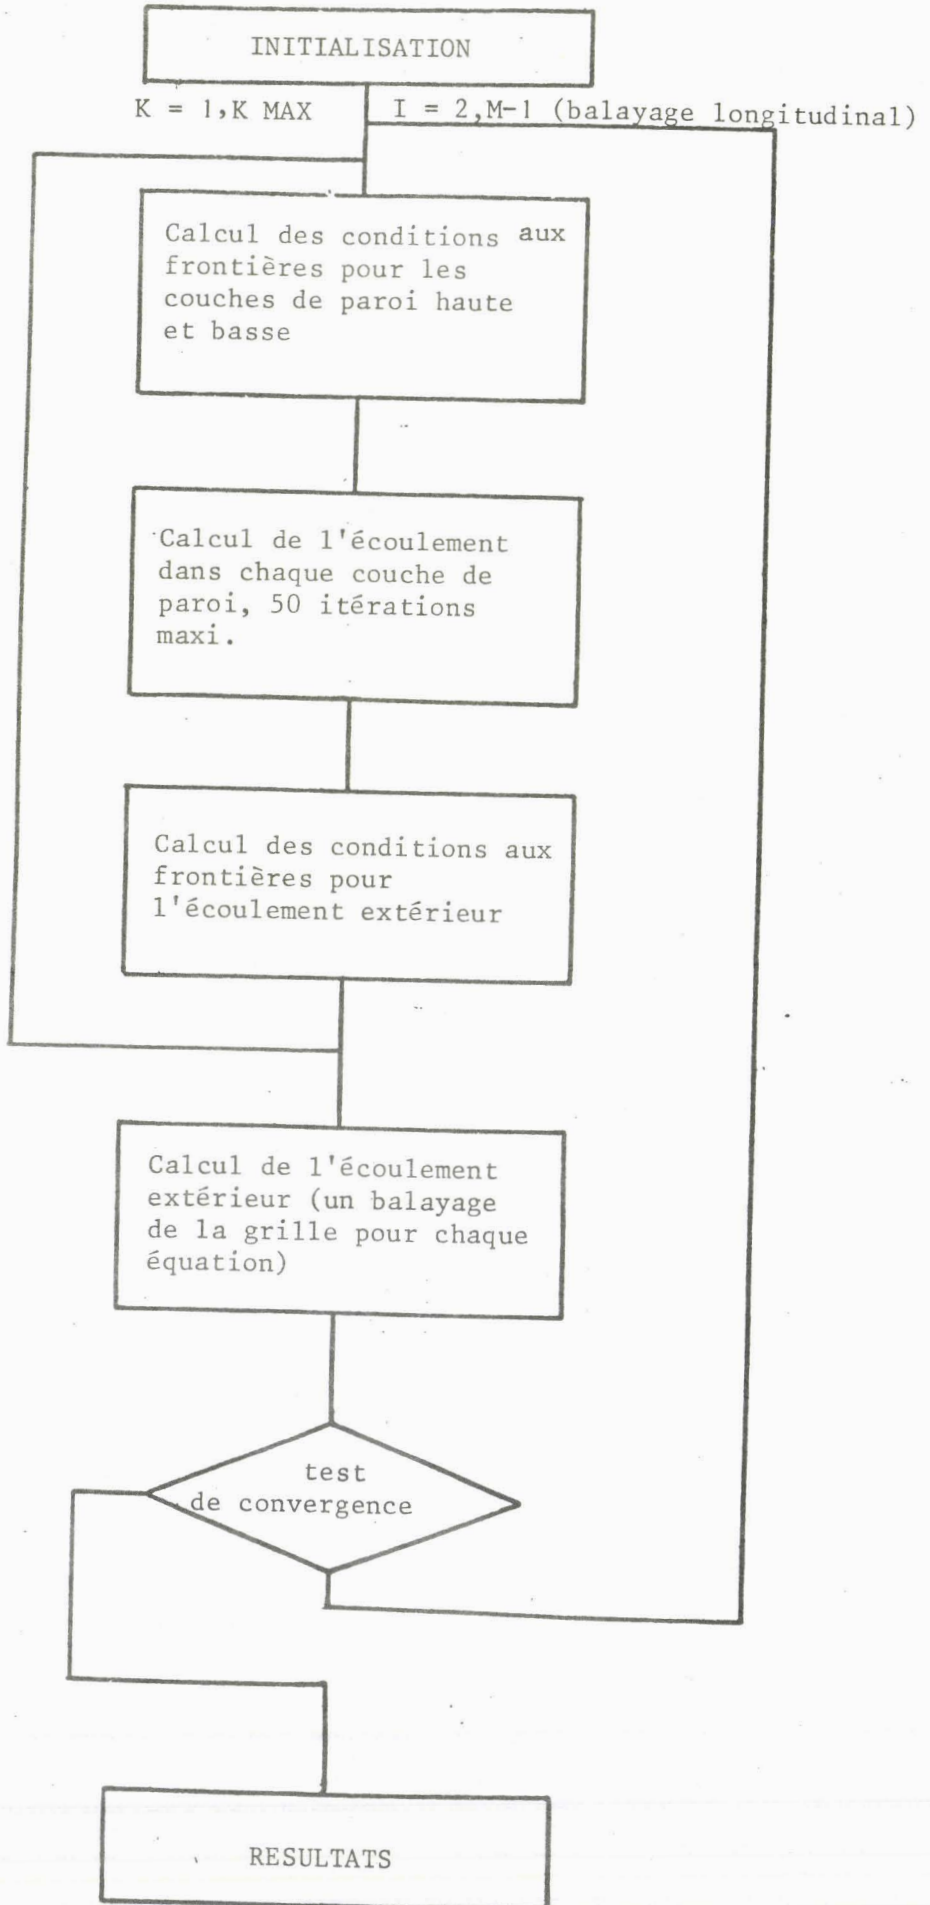 INITIALISATION
K = 1,K MAX
I = 2,M-1 (balayage longitudinal)
Calcul des conditions aux
frontières pour les
couches de paroi haute
et basse
Calcul de l'écoulement
dans chaque couche de
paroi, 50 itérations
maxi.
Calcul des conditions aux
frontières pour
l'écoulement extérieur
Calcul de l'écoulement
extérieur (un balayage
de la grille pour chaque
équation)
test
de convergence
RESULTATS